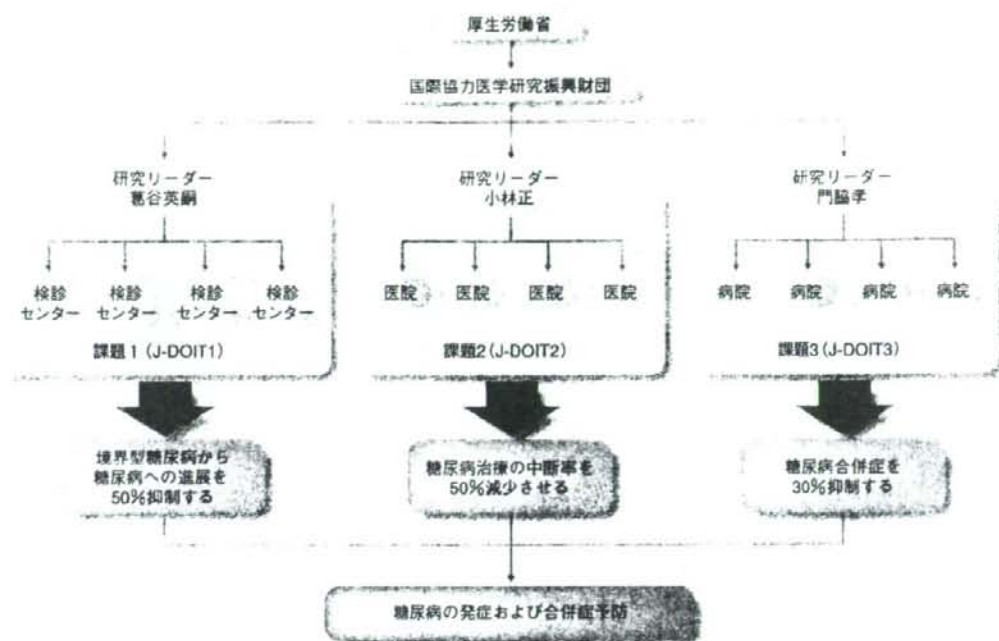 厚生労働省
国際協力医学研究振興財団
研究リーダー
葛谷英嗣
検診
センター
検診
センター
検診
センター
検診
センター
課題1(J-DOIT1)
研究リーダー
小林正
医院
医院
医院
医院
課題2(J-DOIT2)
研究リーダー
門脇孝
病院
病院
病院
病院
課題3(J-DOIT3)
境界型糖尿病から
糖尿病への進展を
50%抑制する
糖尿病治療の中断率を
50%減少させる
糖尿病合併症を
30%抑制する
糖尿病の発症および合併症予防